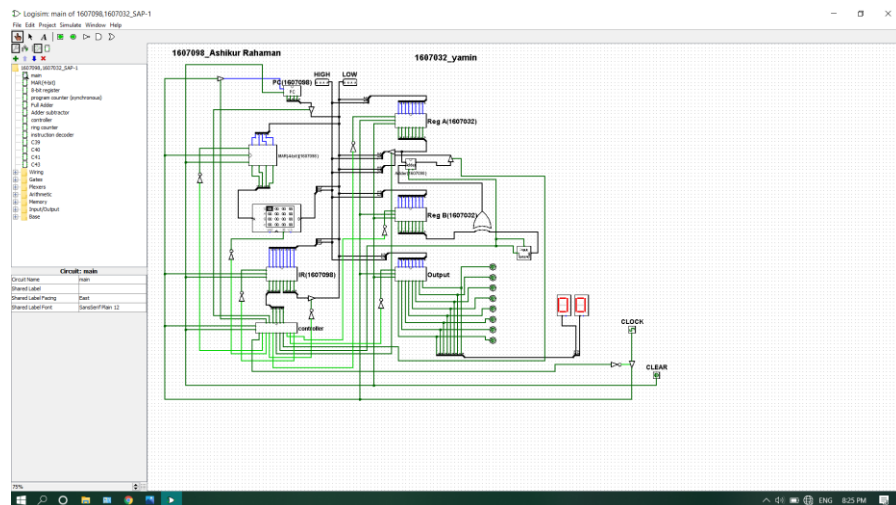 Logisim: main of 1607098,1607032_SAP-1
File Edit Project Simulate Window Help
1607098, 1607032_SAP-1
main
MAR(4bit)
8-bit register
program counter (synchronous)
Full Adder
Adder subtractor
controller
ring counter
instruction decoder
C39
C40
C41
C43
Wiring
Gates
Plexers
Arithmetic
Memory
Input/Output
Base
Circuit: main
Circuit Name main
Shared Label
Shared Label Facing East
Shared Label Font SansSerif Plain 12
75%
1607098_Ashikur Rahaman
1607032_yamin
HIGH LOW
PC(1607098)
PC
Reg A(1607032)
Reg B(1607032)
IR(1607098)
Output
controller
CLOCK
CLEAR
ENG 8:25 PM